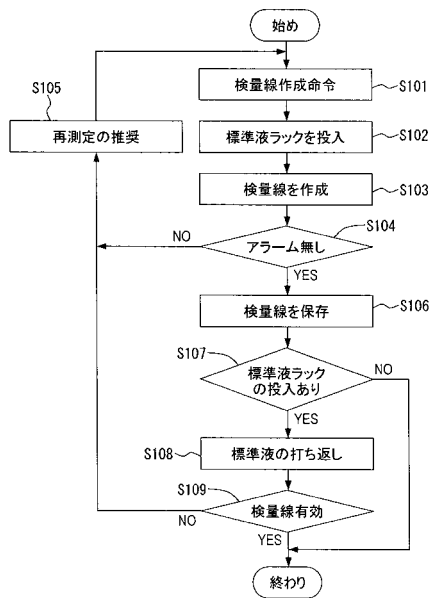 始め
検量線作成命令
S101
S105
再測定の推奨
標準液ラックを投入
S102
検量線を作成
S103
S104
アラーム無し
NO
YES
検量線を保存
S106
S107
標準液ラック
の投入あり
NO
YES
S108
標準液の打ち返し
S109
検量線有効
NO
YES
終わり